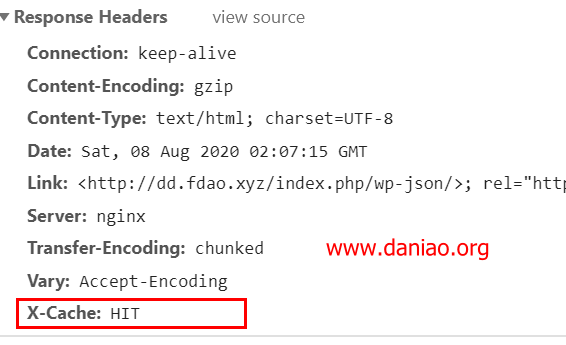 Response Headers view source
Connection: keep-alive
Content-Encoding: gzip
Content-Type: text/html; charset=UTF-8
Date: Sat, 08 Aug 2020 02:07:15 GMT
Link: <http://dd.fdao.xyz/index.php/wp-json/>; rel="http
Server: nginx
Transfer-Encoding: chunked
www.daniao.org
Vary: Accept-Encoding
X-Cache: HIT